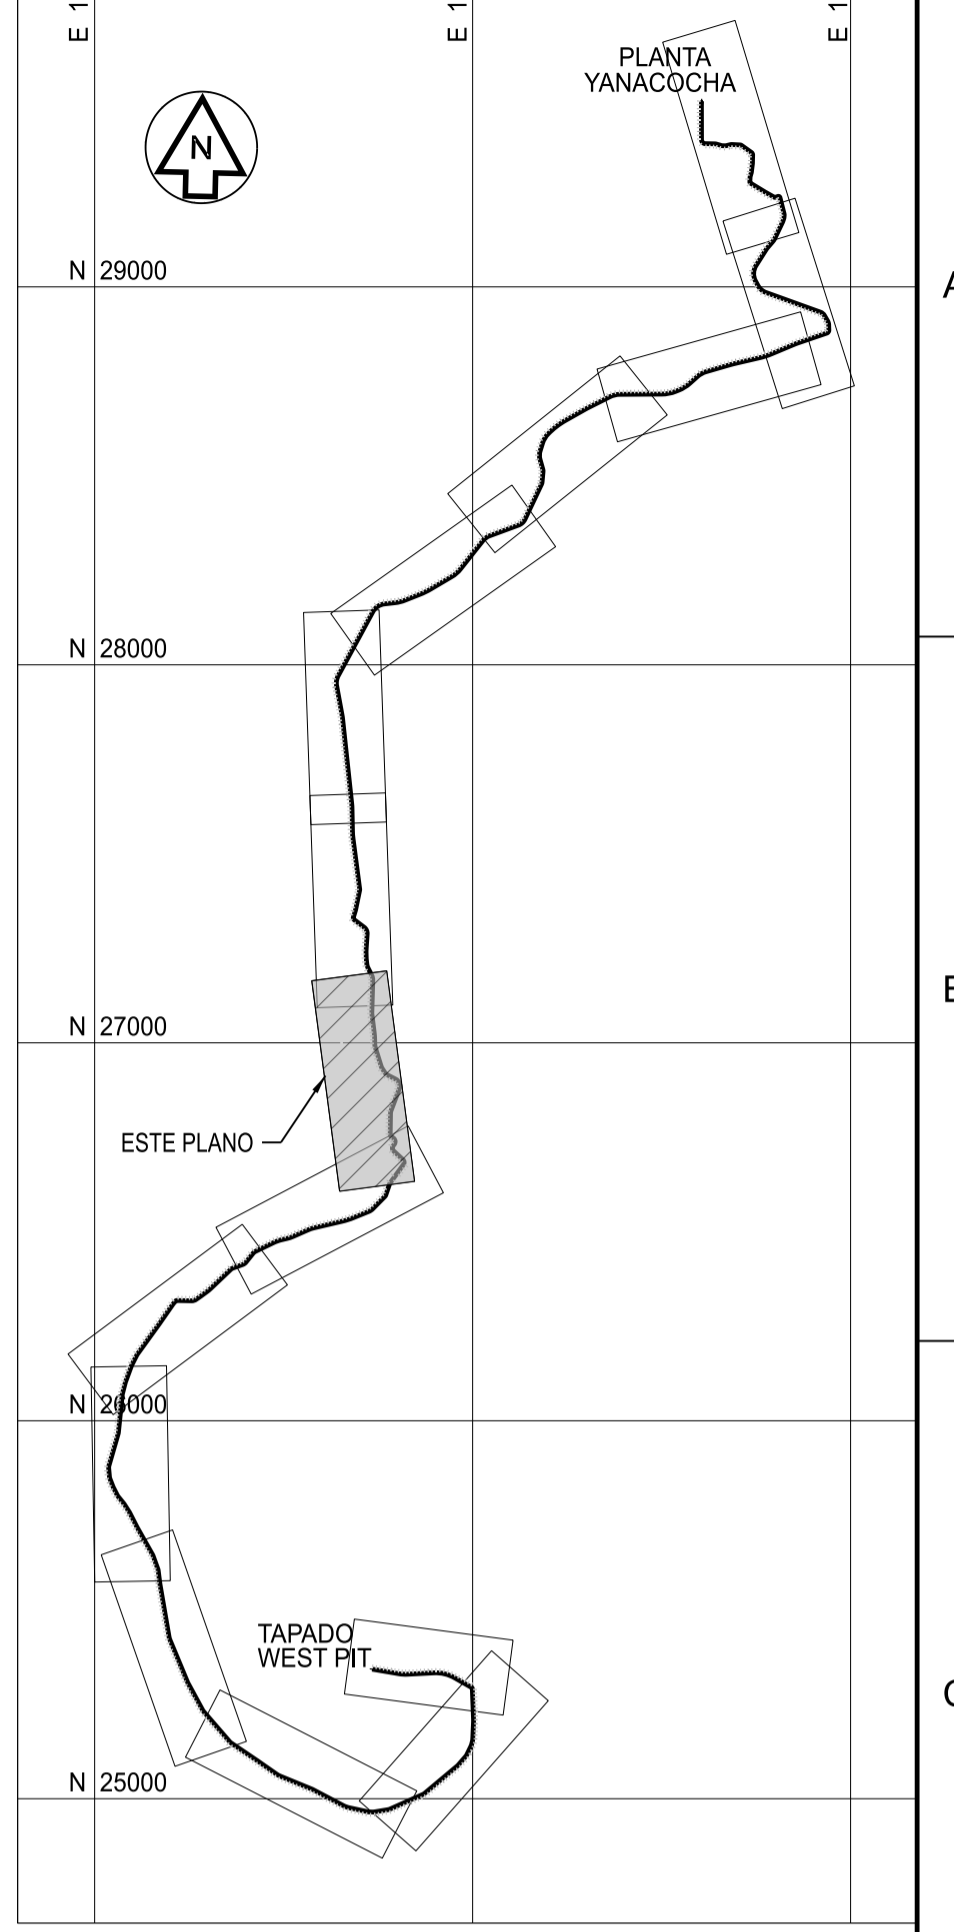 E 1
E 1
E 1
PLANTA
YANACOCHA
N
N 29000
A
N 28000
N 27000
B
ESTE PLANO
N 26000
TAPADO
WEST PIT
C
N 25000